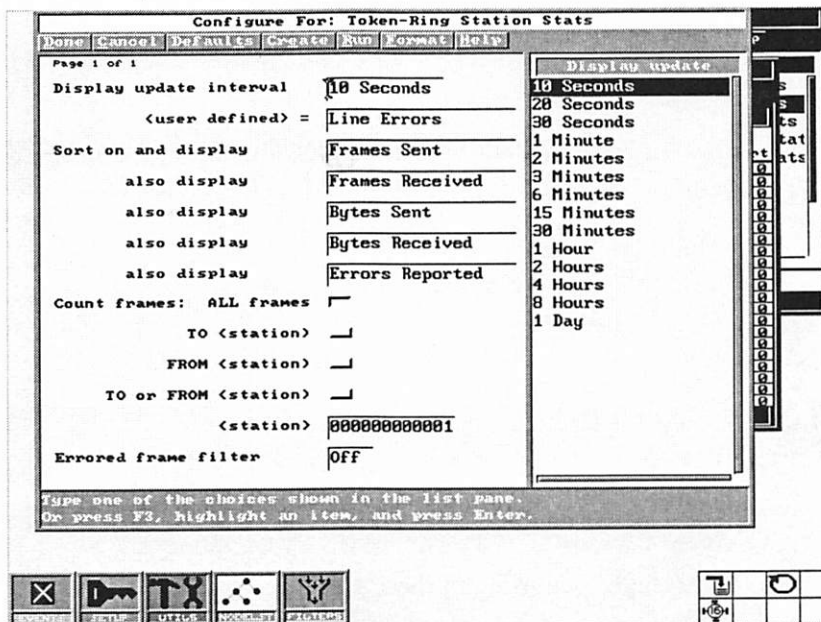 Configure For: Token-Ring Station Stats
Done Cancel Defaults Create Run Format Help
Page 1 of 1
Display update interval 10 Seconds
<user defined> = Line Errors
Sort on and display Frames Sent
also display Frames Received
also display Bytes Sent
also display Bytes Received
also display Errors Reported
Count frames: ALL frames
TO <station>
FROM <station>
TO or FROM <station>
<station> 000000000001
Errored frame filter Off
Display update
10 Seconds
20 Seconds
30 Seconds
1 Minute
2 Minutes
3 Minutes
6 Minutes
15 Minutes
30 Minutes
1 Hour
2 Hours
4 Hours
8 Hours
1 Day
Type one of the choices shown in the list pane.
Or press F3, highlight an item, and press Enter.
EVENTS SETUP UTILS NODELIST FILTERS